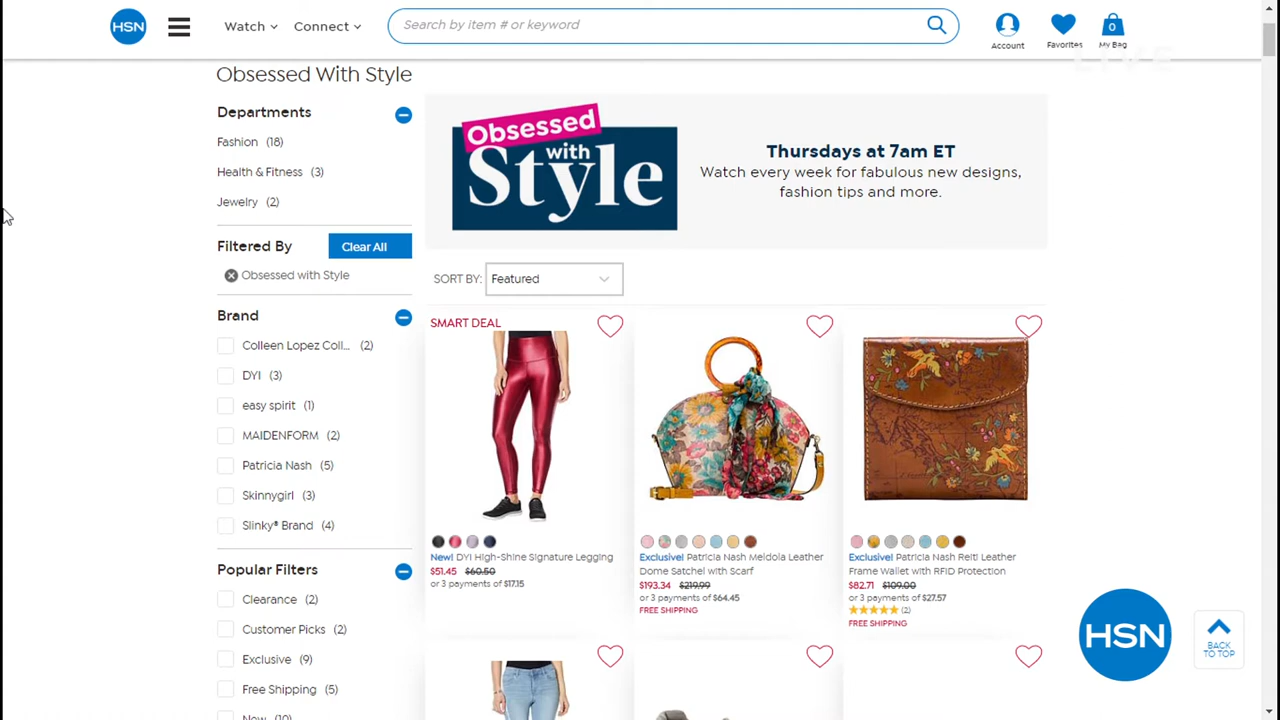 HSN
Watch
Connect
Search by item # or keyword
Account
Favorites
0
My Bag
LIVE
Obsessed With Style
Departments
Fashion (18)
Health & Fitness (3)
Jewelry (2)
Filtered By
Clear All
Obsessed with Style
Brand
Colleen Lopez Coll... (2)
DYI (3)
easy spirit (1)
MAIDENFORM (2)
Patricia Nash (5)
Skinnygirl (3)
Slinky® Brand (4)
Popular Filters
Clearance (2)
Customer Picks (2)
Exclusive (9)
Free Shipping (5)
New (10)
Obsessed
with
Style
Thursdays at 7am ET
Watch every week for fabulous new designs,
fashion tips and more.
SORT BY: Featured
SMART DEAL
New! DYI High-Shine Signature Legging
$51.45 $60.50
or 3 payments of $17.15
Exclusive! Patricia Nash Meldola Leather
Dome Satchel with Scarf
$193.34 $219.99
or 3 payments of $64.45
FREE SHIPPING
Exclusive! Patricia Nash Reiti Leather
Frame Wallet with RFID Protection
$82.71 $109.00
or 3 payments of $27.57
(2)
FREE SHIPPING
HSN
BACK
TO TOP